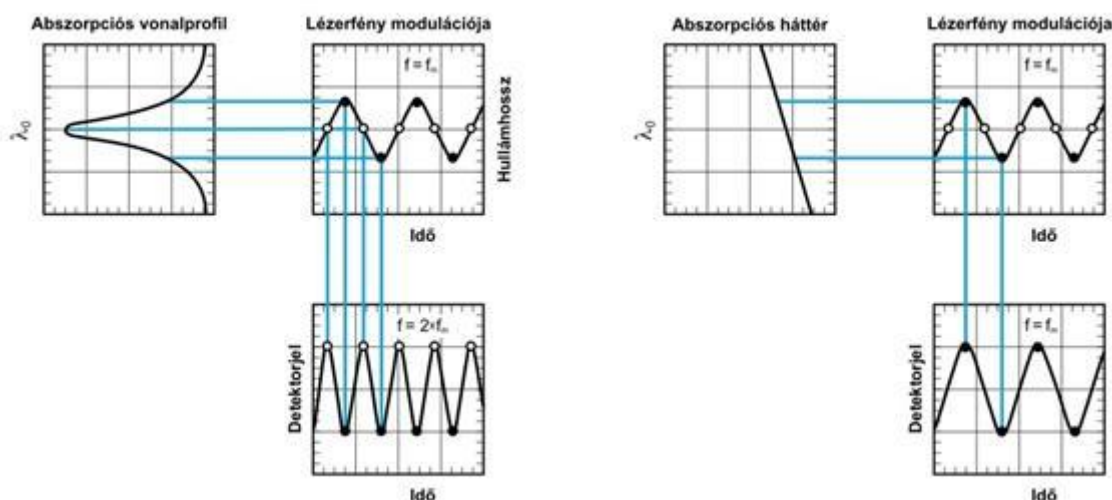 Abszorpciós vonalprofil
Lézerfény modulációja
λ₀
f = fₘ
Hullámhossz
Idő
Detektorjel
f = 2×fₘ
Idő
Abszorpciós háttér
Lézerfény modulációja
λ₀
f = fₘ
Hullámhossz
Idő
Detektorjel
f = fₘ
Idő